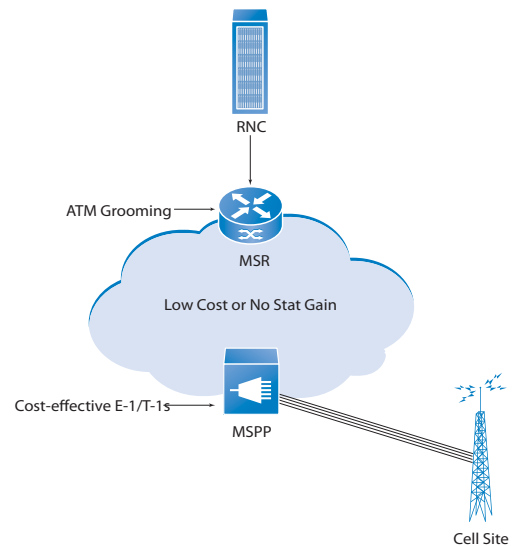 RNC
ATM Grooming
MSR
Low Cost or No Stat Gain
Cost-effective E-1/T-1s
MSPP
Cell Site